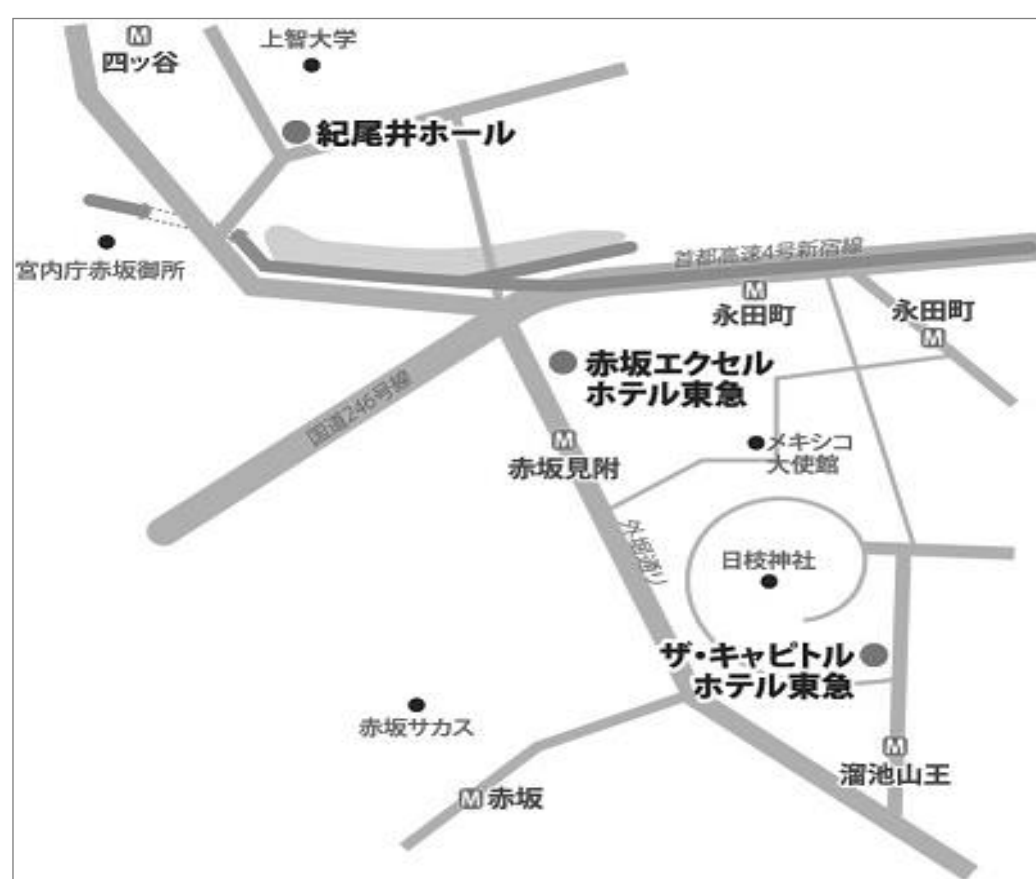 M
四ッ谷
上智大学
紀尾井ホール
宮内庁赤坂御所
首都高速4号新宿線
M
永田町
永田町
M
赤坂エクセル
ホテル東急
国道246号線
M
赤坂見附
メキシコ
大使館
外堀通り
日枝神社
ザ・キャピトル
ホテル東急
赤坂サカス
M
溜池山王
M 赤坂